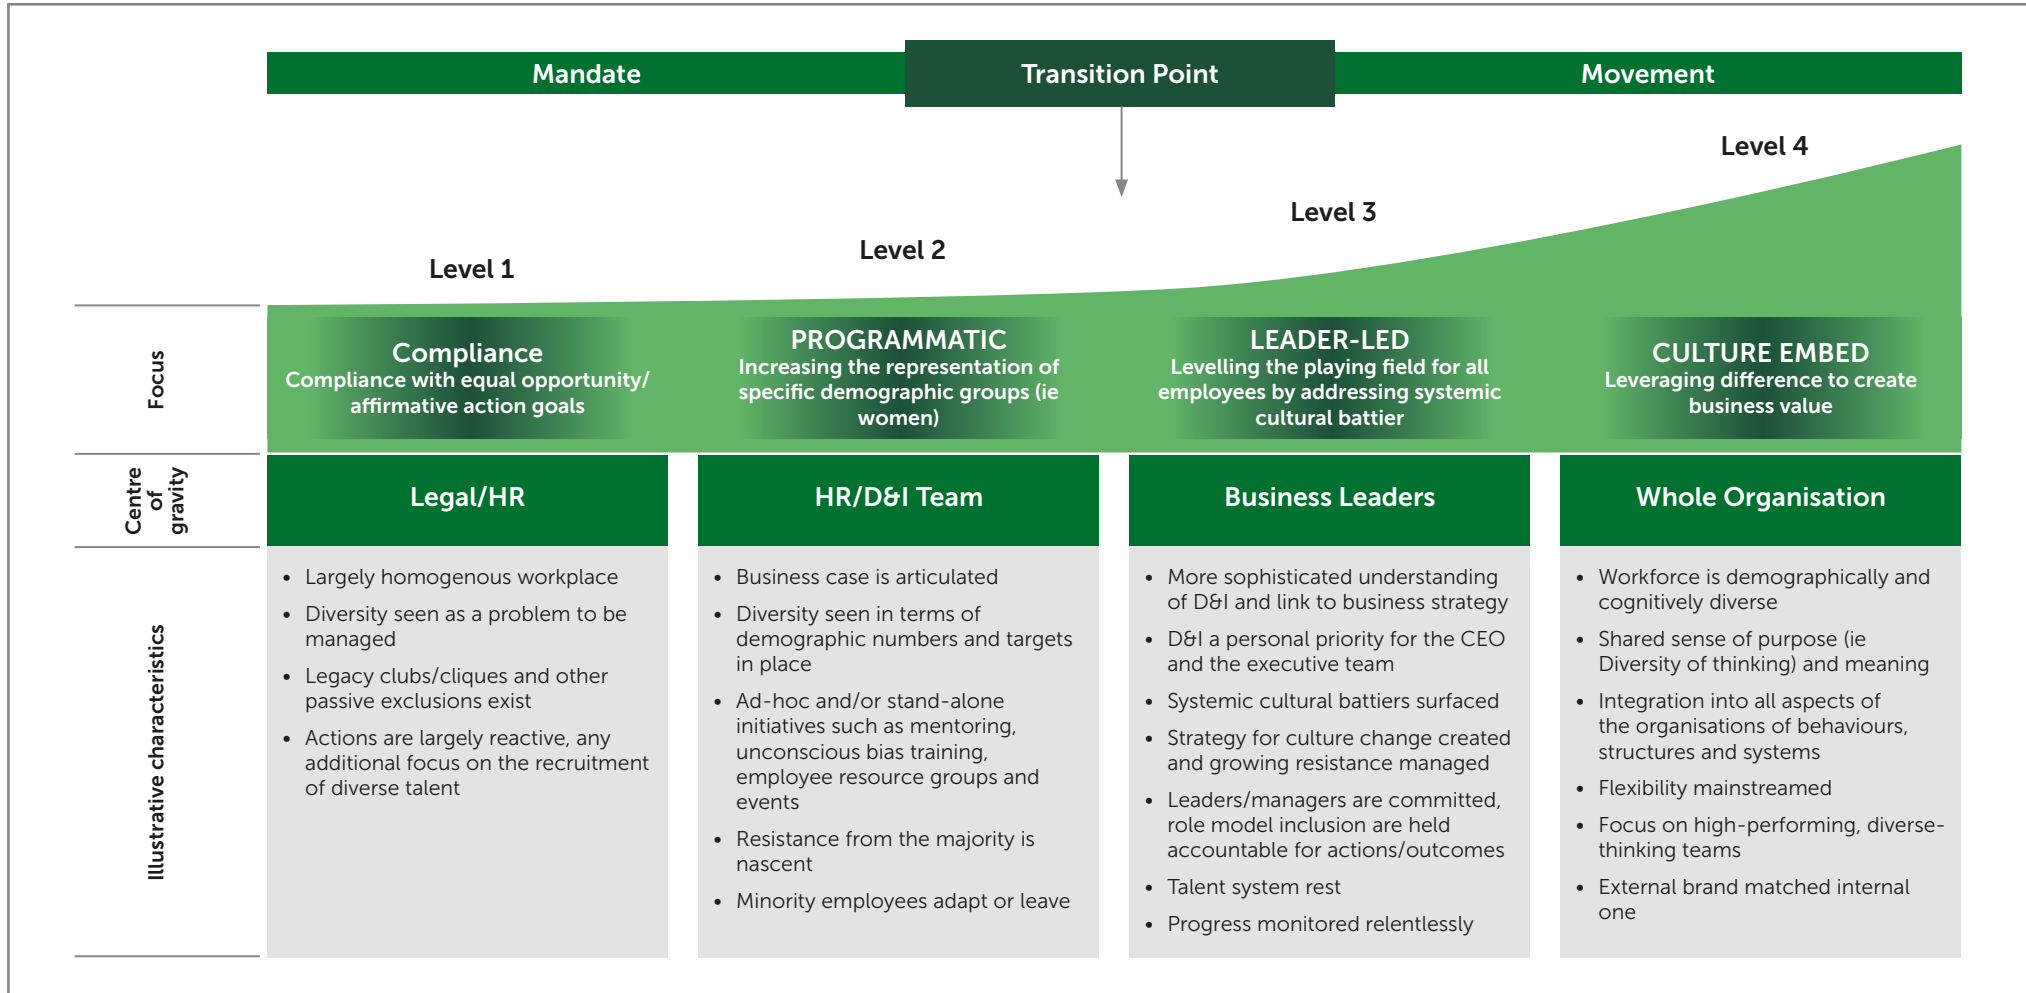 Mandate
Transition Point
Movement
Level 1
Level 2
Level 3
Level 4
Focus
Compliance
Compliance with equal opportunity/
affirmative action goals
PROGRAMMATIC
Increasing the representation of
specific demographic groups (ie
women)
LEADER-LED
Levelling the playing field for all
employees by addressing systemic
cultural battier
CULTURE EMBED
Leveraging difference to create
business value
Centre
of
gravity
Legal/HR
HR/D&I Team
Business Leaders
Whole Organisation
Illustrative characteristics
• Largely homogenous workplace
• Diversity seen as a problem to be
managed
• Legacy clubs/cliques and other
passive exclusions exist
• Actions are largely reactive, any
additional focus on the recruitment
of diverse talent
• Business case is articulated
• Diversity seen in terms of
demographic numbers and targets
in place
• Ad-hoc and/or stand-alone
initiatives such as mentoring,
unconscious bias training,
employee resource groups and
events
• Resistance from the majority is
nascent
• Minority employees adapt or leave
• More sophisticated understanding
of D&I and link to business strategy
• D&I a personal priority for the CEO
and the executive team
• Systemic cultural battiers surfaced
• Strategy for culture change created
and growing resistance managed
• Leaders/managers are committed,
role model inclusion are held
accountable for actions/outcomes
• Talent system rest
• Progress monitored relentlessly
• Workforce is demographically and
cognitively diverse
• Shared sense of purpose (ie
Diversity of thinking) and meaning
• Integration into all aspects of
the organisations of behaviours,
structures and systems
• Flexibility mainstreamed
• Focus on high-performing, diverse-
thinking teams
• External brand matched internal
one